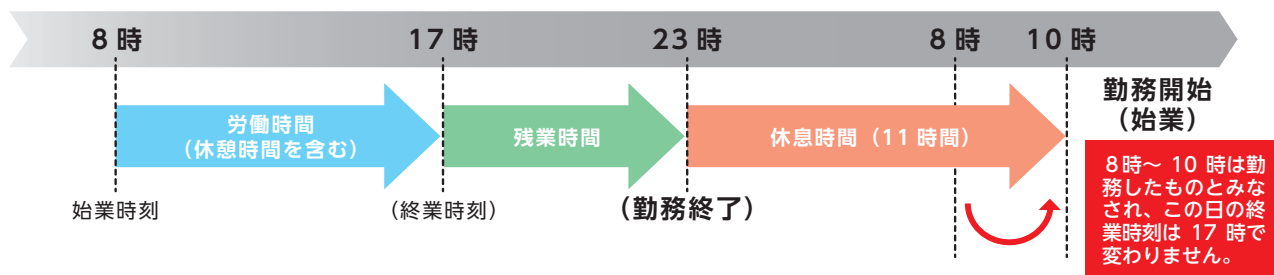 8時 17時 23時 8時 10時
労働時間
（休憩時間を含む）
残業時間
休息時間（11時間）
勤務開始
（始業）
始業時刻
（終業時刻）
（勤務終了）
8時～10時は勤
務したものとみな
され、この日の終
業時刻は17時で
変わりません。